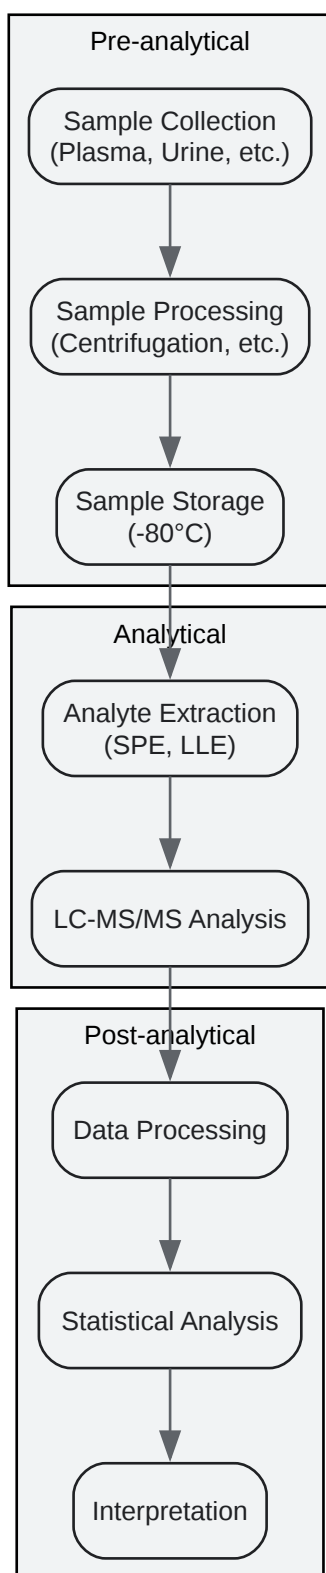 Pre-analytical
Sample Collection
(Plasma, Urine, etc.)
Sample Processing
(Centrifugation, etc.)
Sample Storage
(-80°C)
Analytical
Analyte Extraction
(SPE, LLE)
LC-MS/MS Analysis
Post-analytical
Data Processing
Statistical Analysis
Interpretation